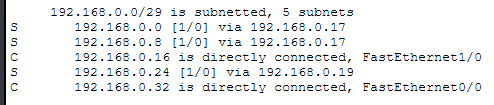 192.168.0.0/29 is subnetted, 5 subnets
S 192.168.0.0 [1/0] via 192.168.0.17
S 192.168.0.8 [1/0] via 192.168.0.17
C 192.168.0.16 is directly connected, FastEthernet1/0
S 192.168.0.24 [1/0] via 192.168.0.19
C 192.168.0.32 is directly connected, FastEthernet0/0